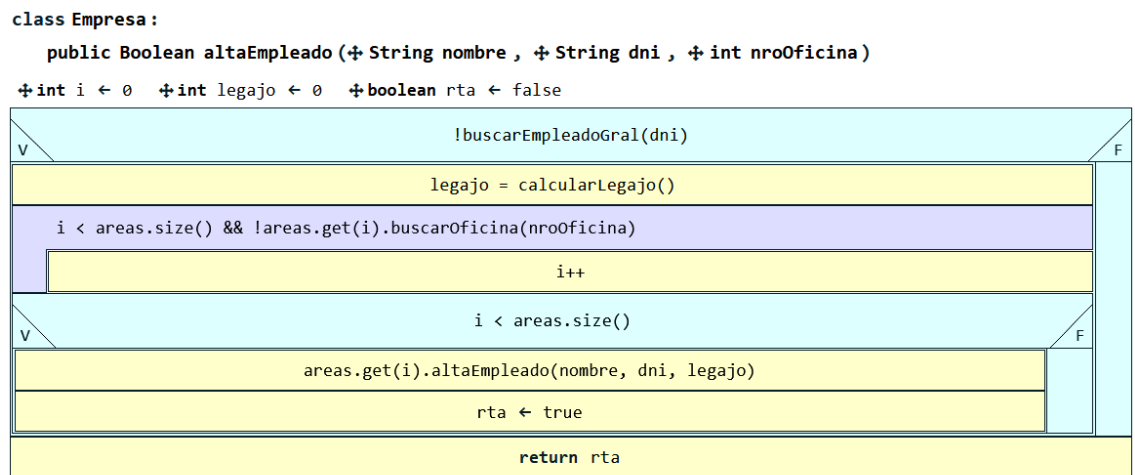 class Empresa:
public Boolean altaEmpleado(✥ String nombre, ✥ String dni, ✥ int nroOficina)
✥ int i ← 0 ✥ int legajo ← 0 ✥ boolean rta ← false
!buscarEmpleadoGral(dni)
V F
legajo = calcularLegajo()
i < areas.size() && !areas.get(i).buscarOficina(nroOficina)
i++
i < areas.size()
V F
areas.get(i).altaEmpleado(nombre, dni, legajo)
rta ← true
return rta